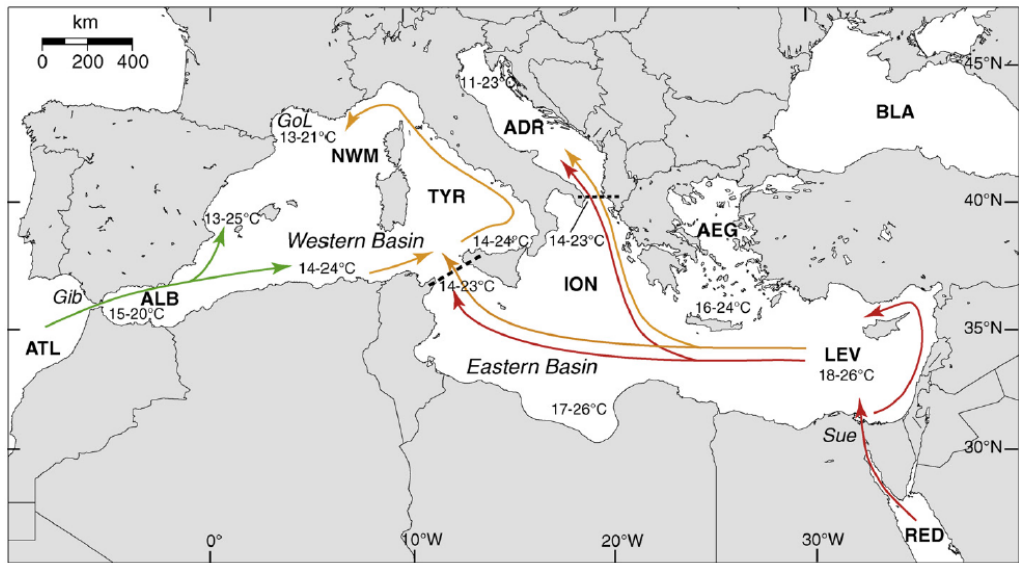 km
0 200 400
45°N
BLA
11-23°C
ADR
GoL
13-21°C
NWM
TYR
40°N
13-25°C
AEG
Western Basin
14-24°C
14-23°C
14-24°C
ION
Gib
ALB
14-23°C
16-24°C
15-20°C
35°N
ATL
LEV
Eastern Basin
18-26°C
17-26°C
Sue
30°N
RED
0°
10°W
20°W
30°W